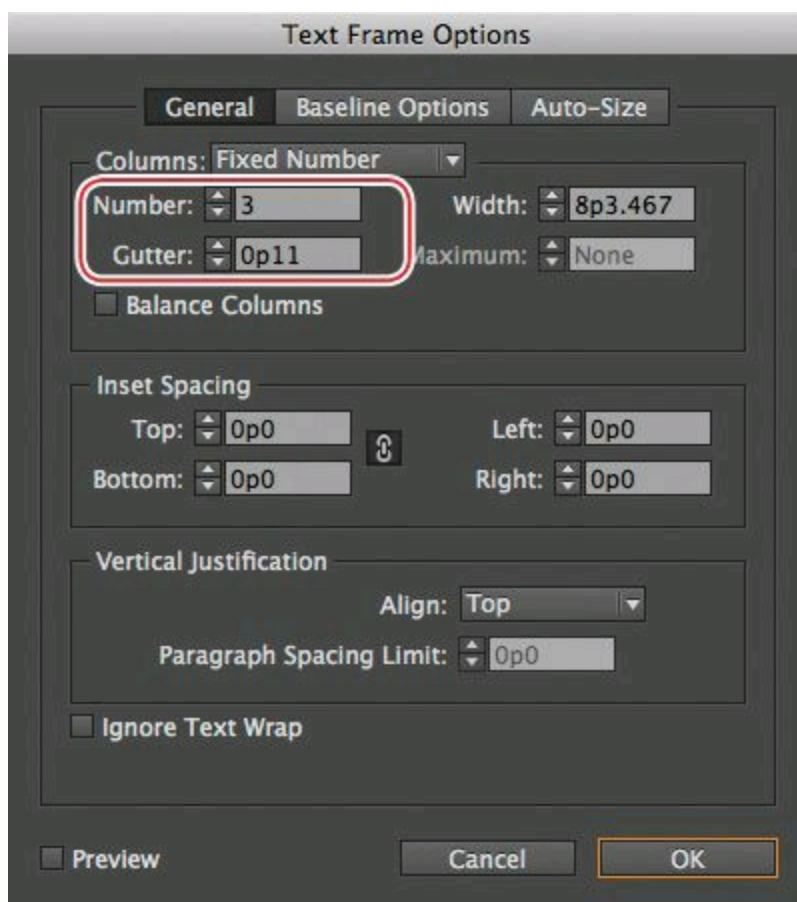 Text Frame Options
General Baseline Options Auto-Size
Columns: Fixed Number
Number: 3 Width: 8p3.467
Gutter: 0p11 Maximum: None
Balance Columns
Inset Spacing
Top: 0p0 Left: 0p0
Bottom: 0p0 Right: 0p0
Vertical Justification
Align: Top
Paragraph Spacing Limit: 0p0
Ignore Text Wrap
Preview Cancel OK